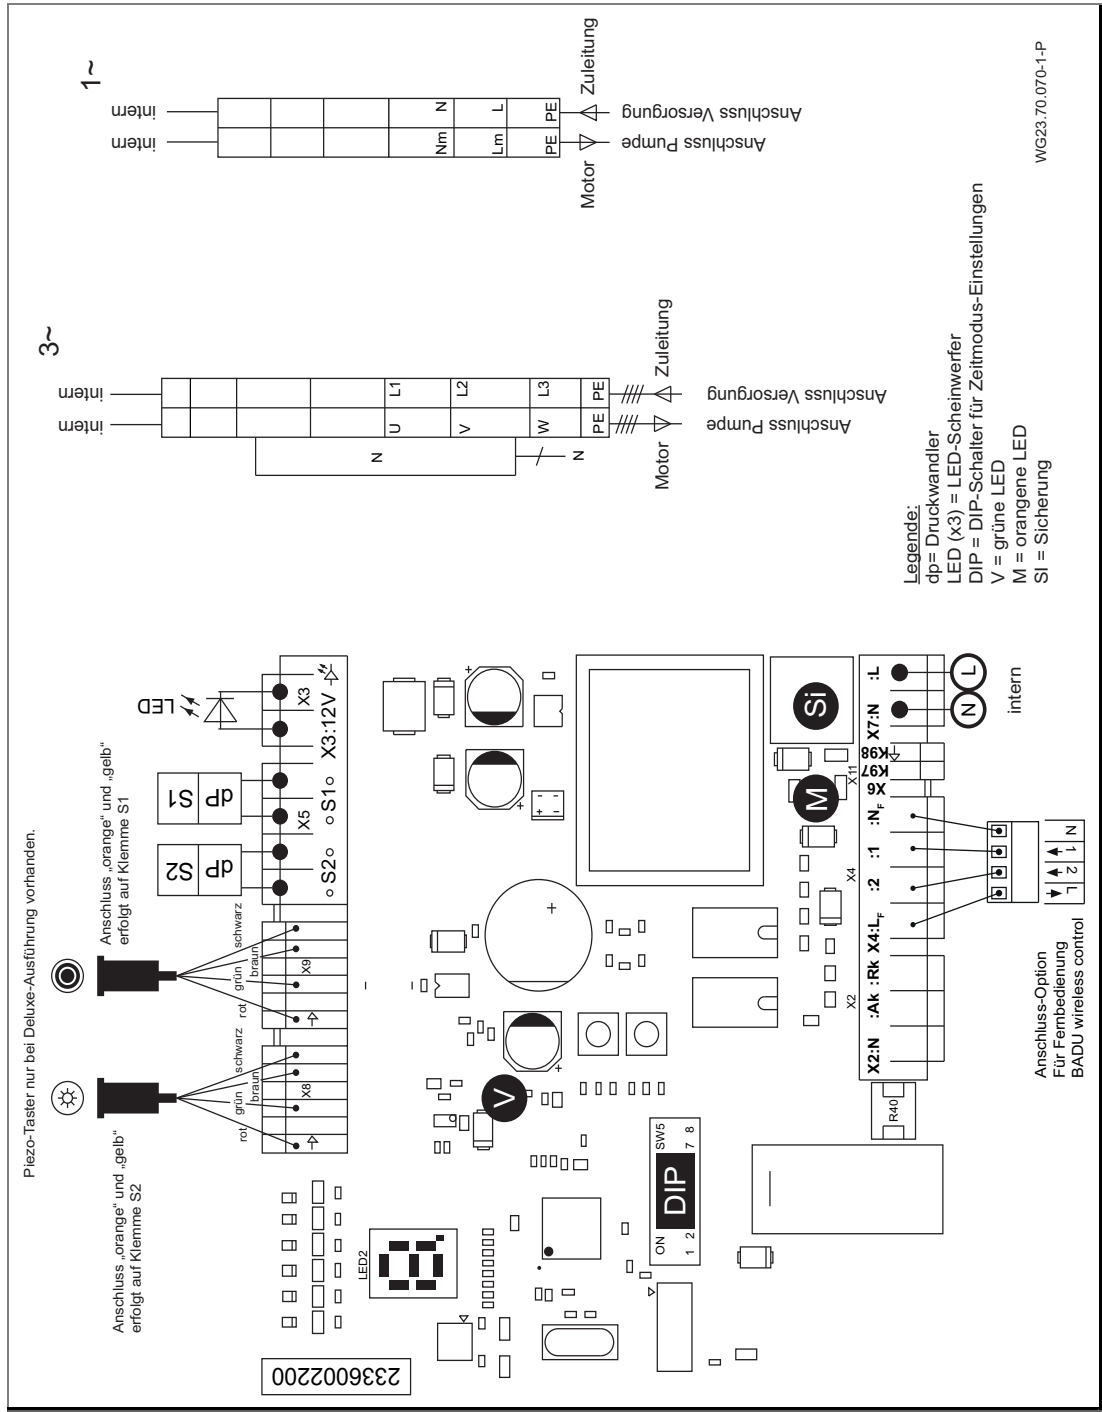 Piezo-Taster nur bei Deluxe-Ausführung vorhanden.
Anschluss „orange“ und „gelb“
erfolgt auf Klemme S2
Anschluss „orange“ und „gelb“
erfolgt auf Klemme S1
rot
grün
braun
schwarz
rot
grün
braun
schwarz
X8
X9
dP S2
dP S1
LED
S2
S1
X5
X3:12V
X3
2336002200
LED2
V
ON
DIP
SW5
1 2
7 8
M
Si
R40
X2
X4
X11
X2:N
:Ak
:Rk
X4:LF
:2
:1
:NF
X6
K97
K98
X7:N
:L
N
L
intern
L
2
1
N
Anschluss-Option
Für Fernbedienung
BADU wireless control
3~
intern
intern
L1
L2
L3
PE
U
V
W
PE
N
N
Zuleitung
Motor
Anschluss Versorgung
Anschluss Pumpe
1~
intern
intern
N
L
PE
Nm
Lm
PE
Zuleitung
Motor
Anschluss Versorgung
Anschluss Pumpe
Legende:
dp= Druckwandler
LED (x3) = LED-Scheinwerfer
DIP = DIP-Schalter für Zeitmodus-Einstellungen
V = grüne LED
M = orangene LED
SI = Sicherung
WG23.70.070-1-P